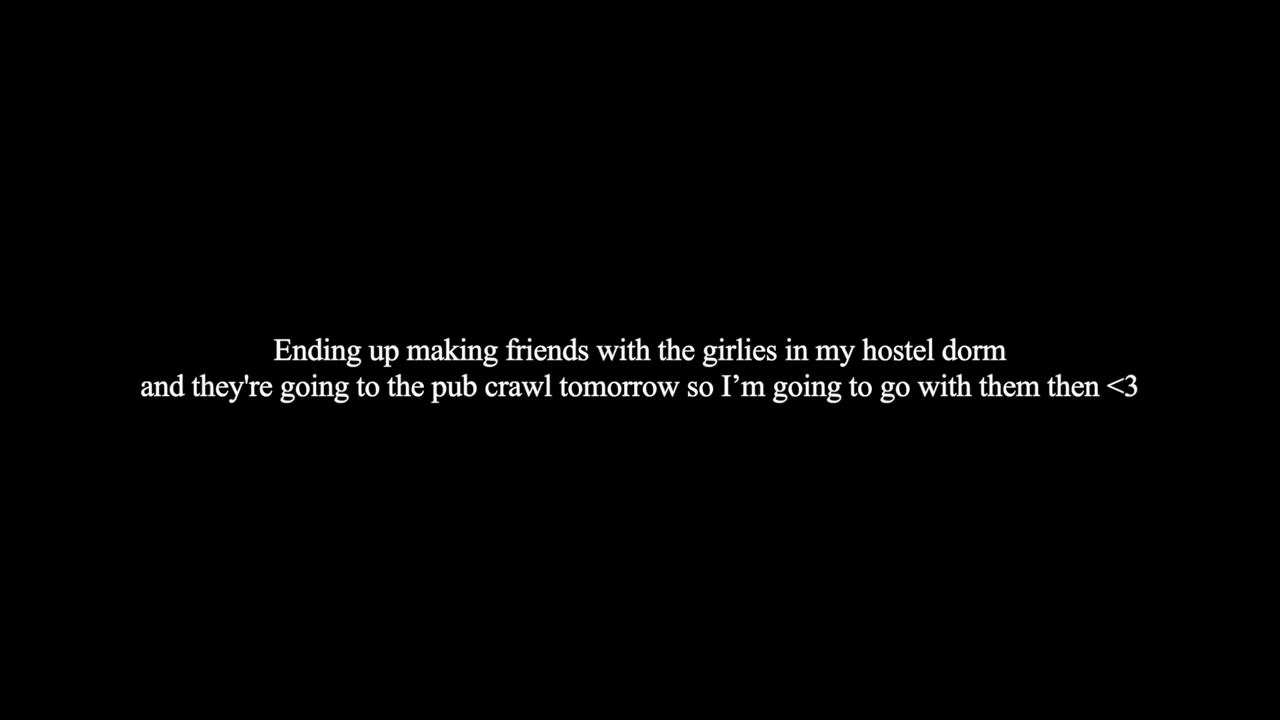 Ending up making friends with the girlies in my hostel dorm
and they're going to the pub crawl tomorrow so I’m going to go with them then <3